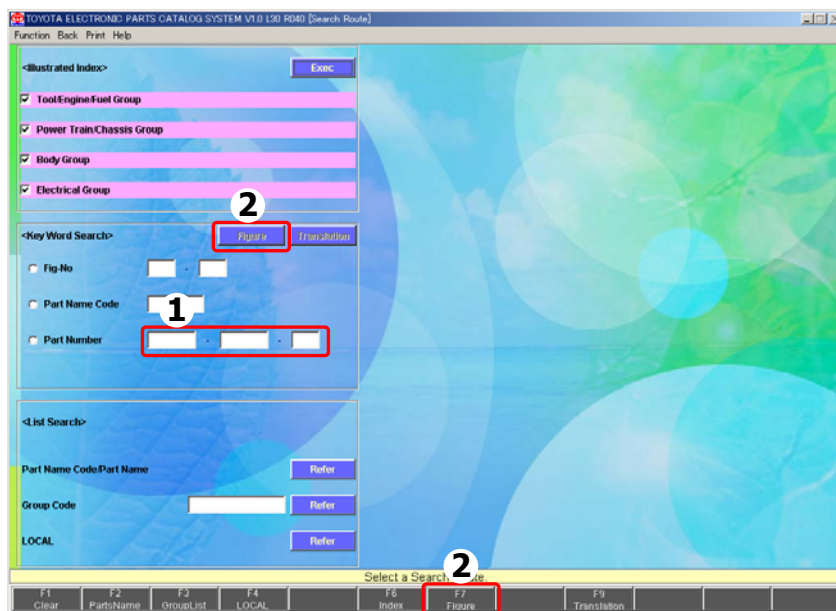 TOYOTA ELECTRONIC PARTS CATALOG SYSTEM V1.0 L30 R040 [Search Route]
Function Back Print Help
<Illustrated Index> Exec
Tool/Engine/Fuel Group
Power Train/Chassis Group
Body Group
Electrical Group
2
<Key Word Search> Figure Translation
Fig-No -
Part Name Code
1
Part Number - -
<List Search>
Part Name Code/Part Name Refer
Group Code Refer
LOCAL Refer
2
Select a Search
F1 F2 F3 F4 F6 F7 F9
Clear PartsName GroupList LOCAL Index Figure Translation